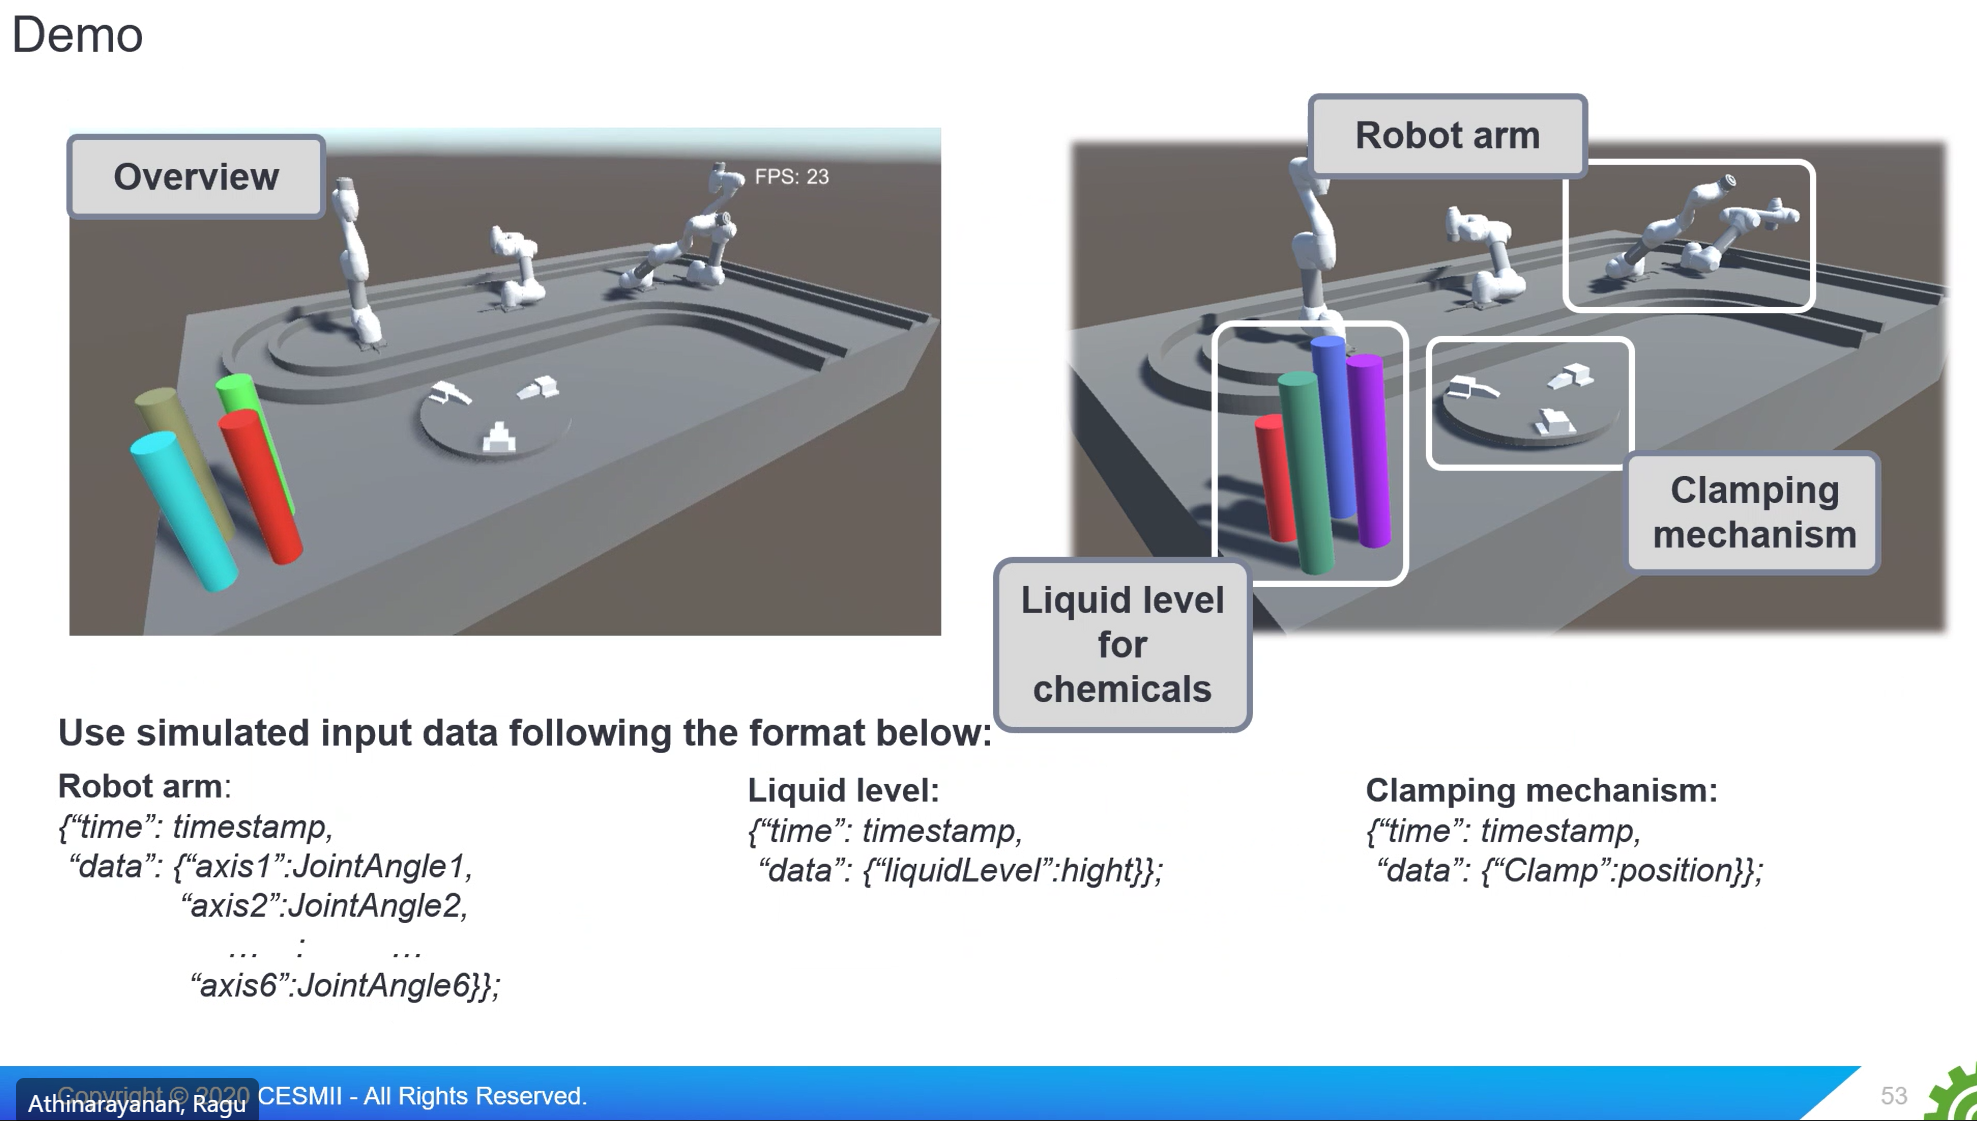 Demo
Overview
FPS: 23
Robot arm
Clamping
mechanism
Liquid level
for
chemicals
Use simulated input data following the format below:
Robot arm:
{“time”: timestamp,
“data”: {“axis1”:JointAngle1,
“axis2”:JointAngle2,
... : ...
“axis6”:JointAngle6}};
Liquid level:
{“time”: timestamp,
“data”: {“liquidLevel”:hight}};
Clamping mechanism:
{“time”: timestamp,
“data”: {“Clamp”:position}};
Copyright © 2020 CESMII - All Rights Reserved.
Athinarayanan, Ragu
53